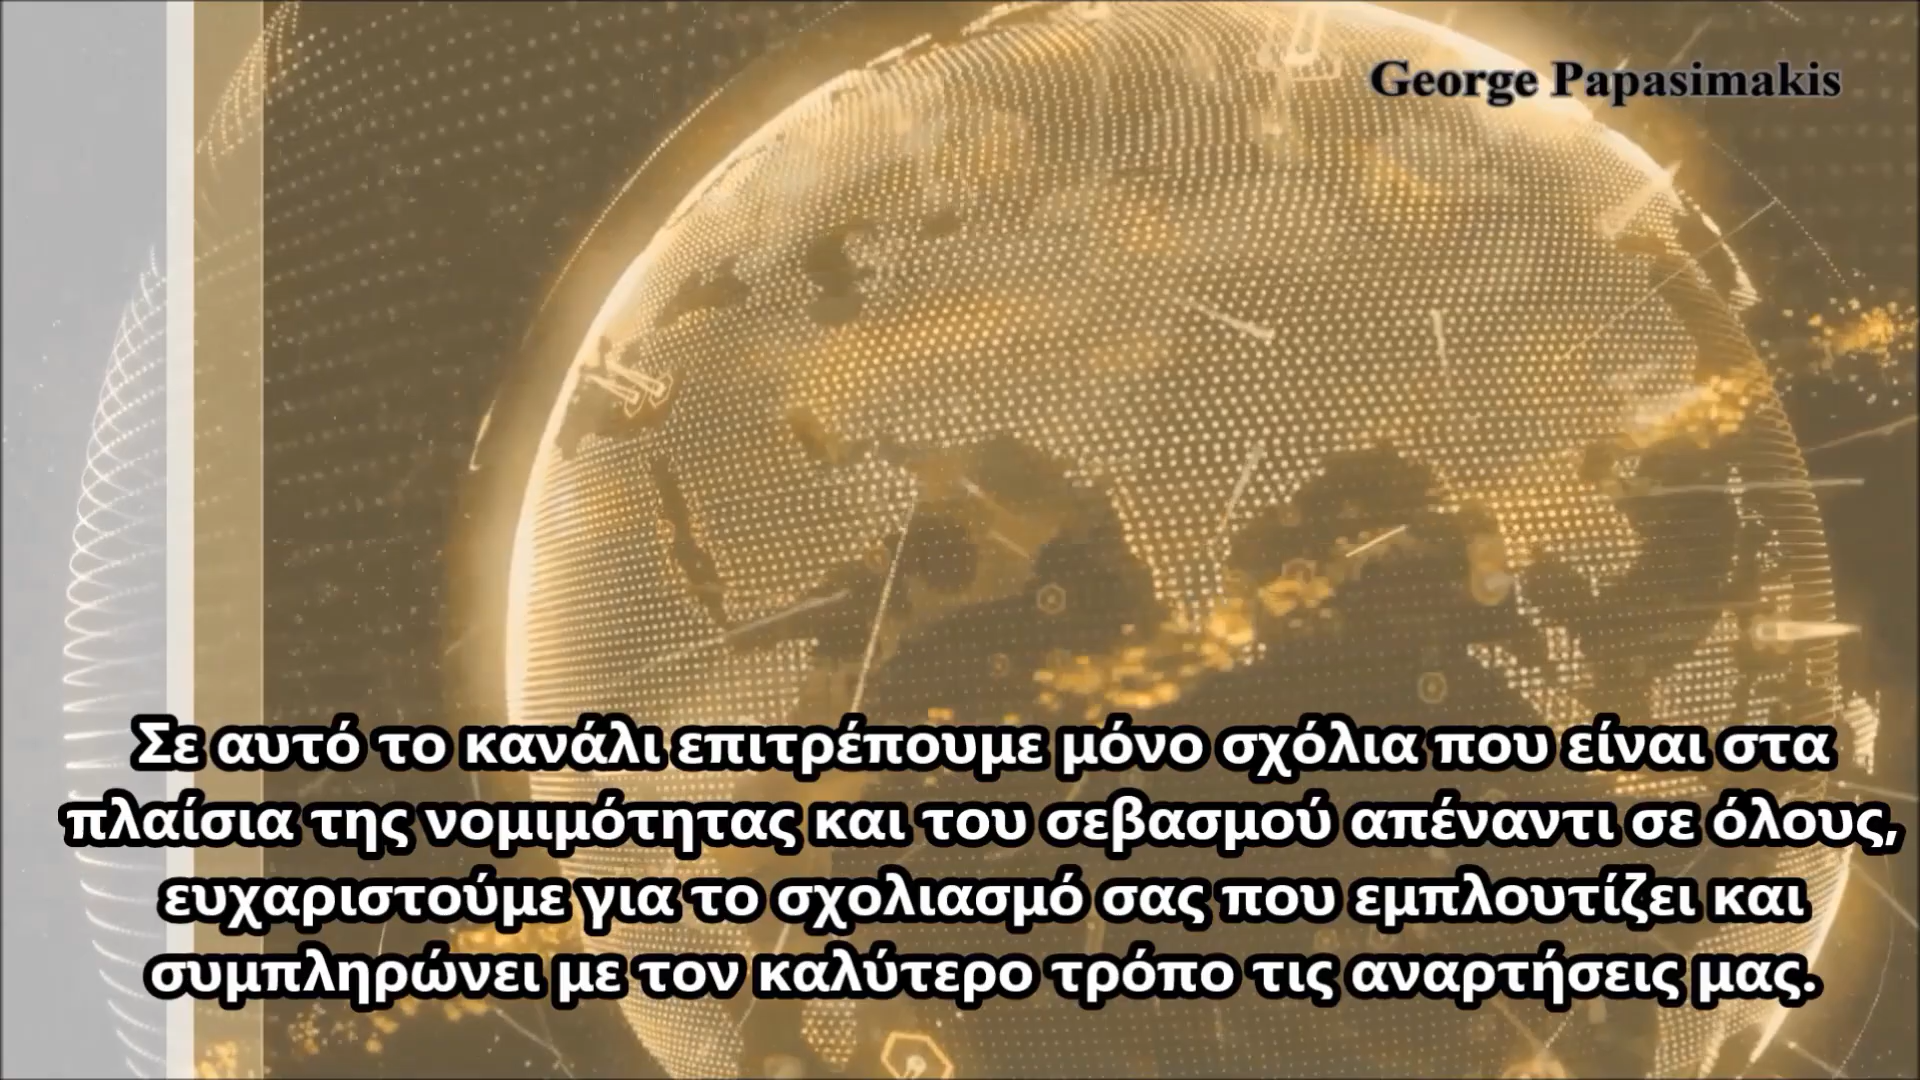 George Papasimakis
Σε αυτό το κανάλι επιτρέπουμε μόνο σχόλια που είναι στα
πλαίσια της νομιμότητας και του σεβασμού απέναντι σε όλους,
ευχαριστούμε για το σχολιασμό σας που εμπλουτίζει και
συμπληρώνει με τον καλύτερο τρόπο τις αναρτήσεις μας.